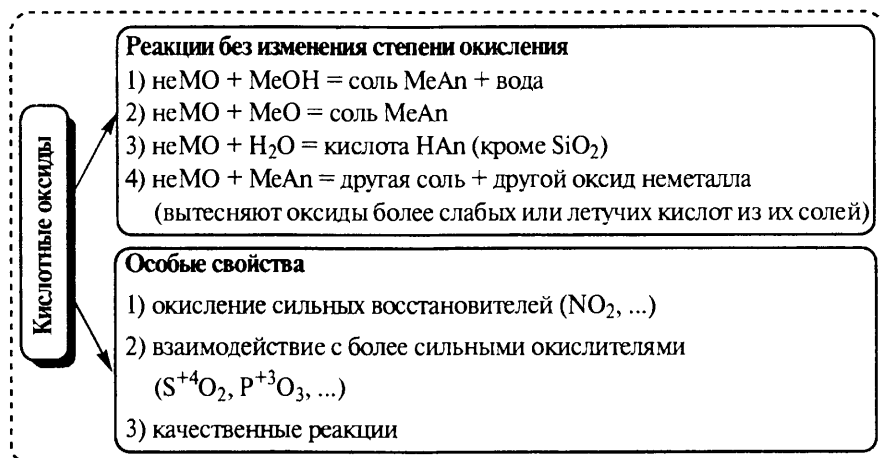 Кислотные оксиды
Реакции без изменения степени окисления
1) неМО + МеОН = соль MeAn + вода
2) неМО + МеО = соль MeAn
3) неМО + H₂O = кислота HAn (кроме SiO₂)
4) неМО + MeAn = другая соль + другой оксид неметалла
(вытесняют оксиды более слабых или летучих кислот из их солей)
Особые свойства
1) окисление сильных восстановителей (NO₂, ...)
2) взаимодействие с более сильными окислителями
(S⁺⁴O₂, P⁺³O₃, ...)
3) качественные реакции